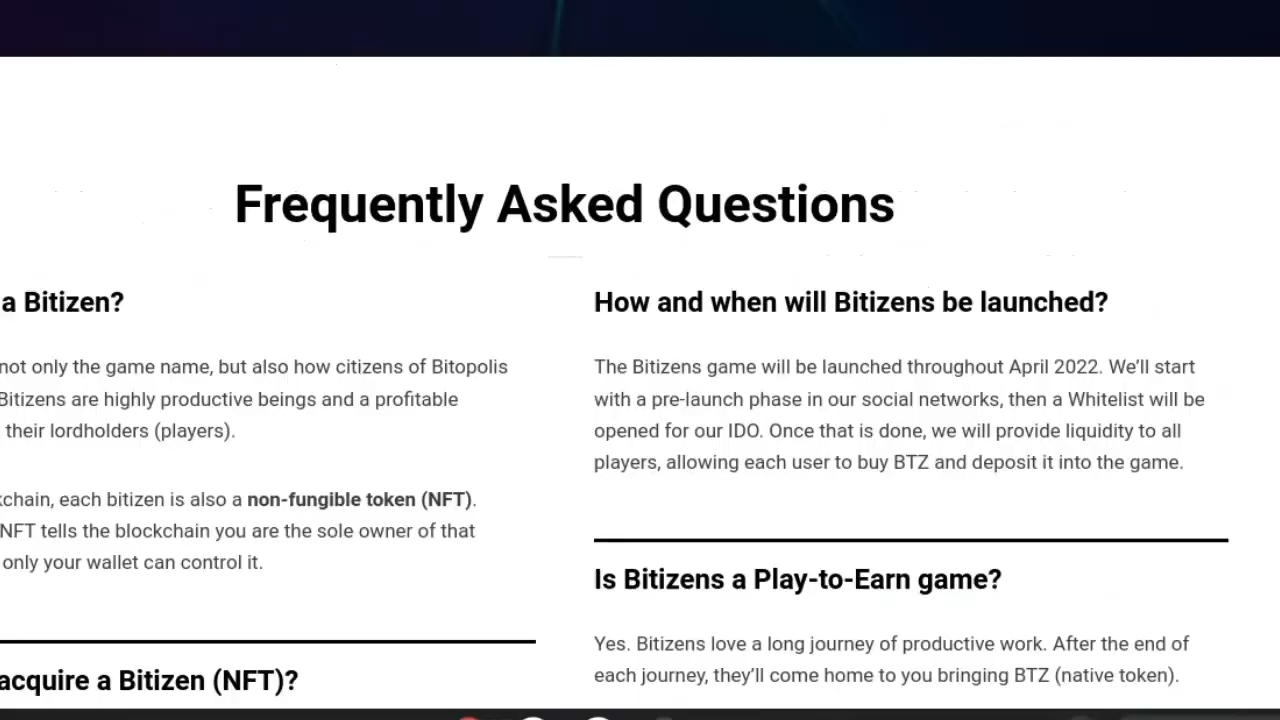 Frequently Asked Questions
a Bitizen?
not only the game name, but also how citizens of Bitopolis
Bitizens are highly productive beings and a profitable
their lordholders (players).
kchain, each bitizen is also a non-fungible token (NFT).
NFT tells the blockchain you are the sole owner of that
only your wallet can control it.
acquire a Bitizen (NFT)?
How and when will Bitizens be launched?
The Bitizens game will be launched throughout April 2022. We’ll start
with a pre-launch phase in our social networks, then a Whitelist will be
opened for our IDO. Once that is done, we will provide liquidity to all
players, allowing each user to buy BTZ and deposit it into the game.
Is Bitizens a Play-to-Earn game?
Yes. Bitizens love a long journey of productive work. After the end of
each journey, they’ll come home to you bringing BTZ (native token).